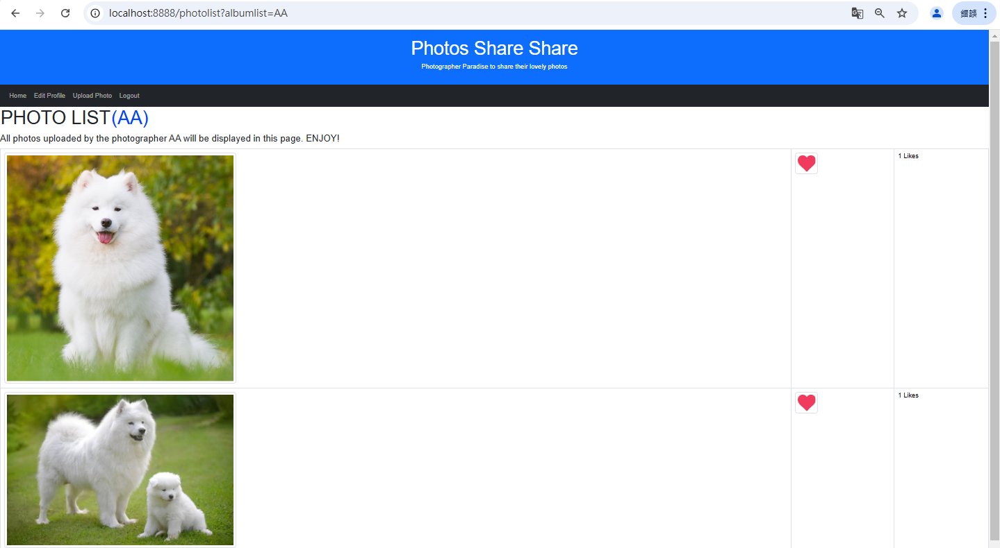 localhost:8888/photolist?albumlist=AA
錯誤
Photos Share Share
Photographer Paradise to share their lovely photos
Home Edit Profile Upload Photo Logout
PHOTO LIST(AA)
All photos uploaded by the photographer AA will be displayed in this page. ENJOY!
1 Likes
1 Likes